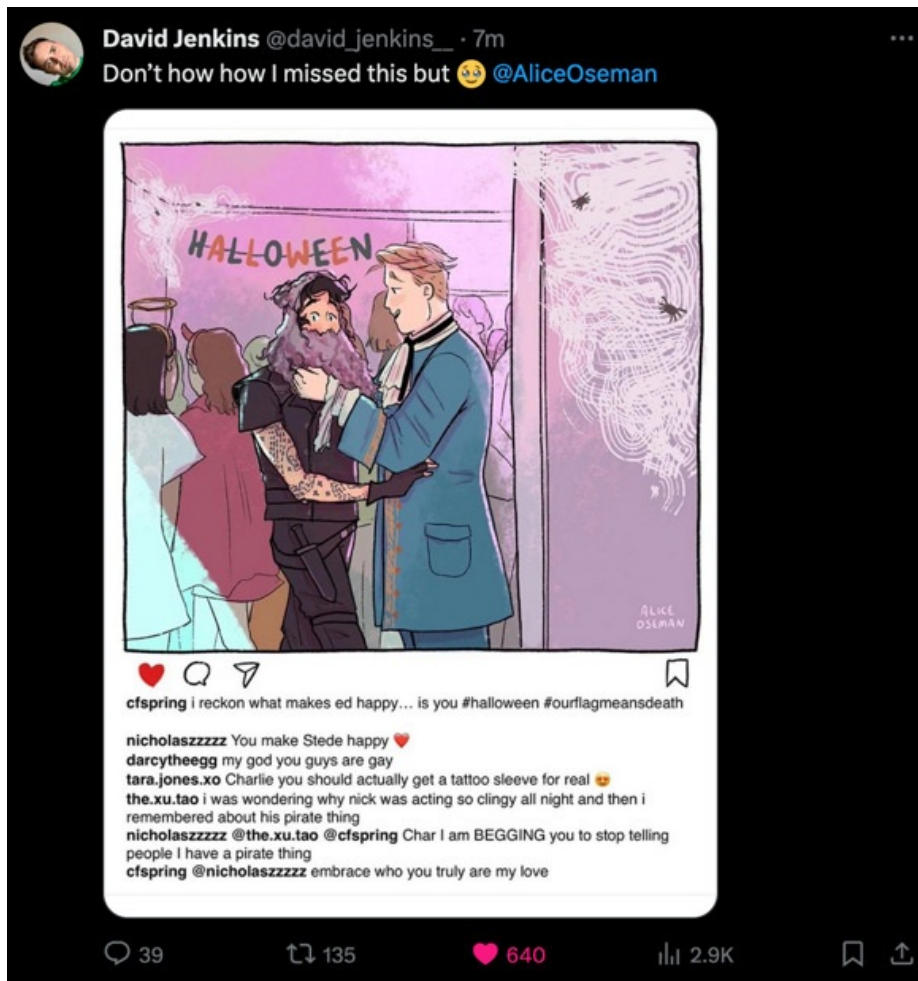 David Jenkins @david_jenkins__ · 7m
Don’t how how I missed this but 🥹 @AliceOseman
HALLOWEEN
ALICE
OSEMAN
cfspring i reckon what makes ed happy... is you #halloween #ourflagmeansdeath
nicholaszzzzz You make Stede happy ❤️
darcytheegg my god you guys are gay
tara.jones.xo Charlie you should actually get a tattoo sleeve for real 😍
the.xu.tao i was wondering why nick was acting so clingy all night and then i
remembered about his pirate thing
nicholaszzzzz @the.xu.tao @cfspring Char I am BEGGING you to stop telling
people I have a pirate thing
cfspring @nicholaszzzzz embrace who you truly are my love
39 135 640 2.9K